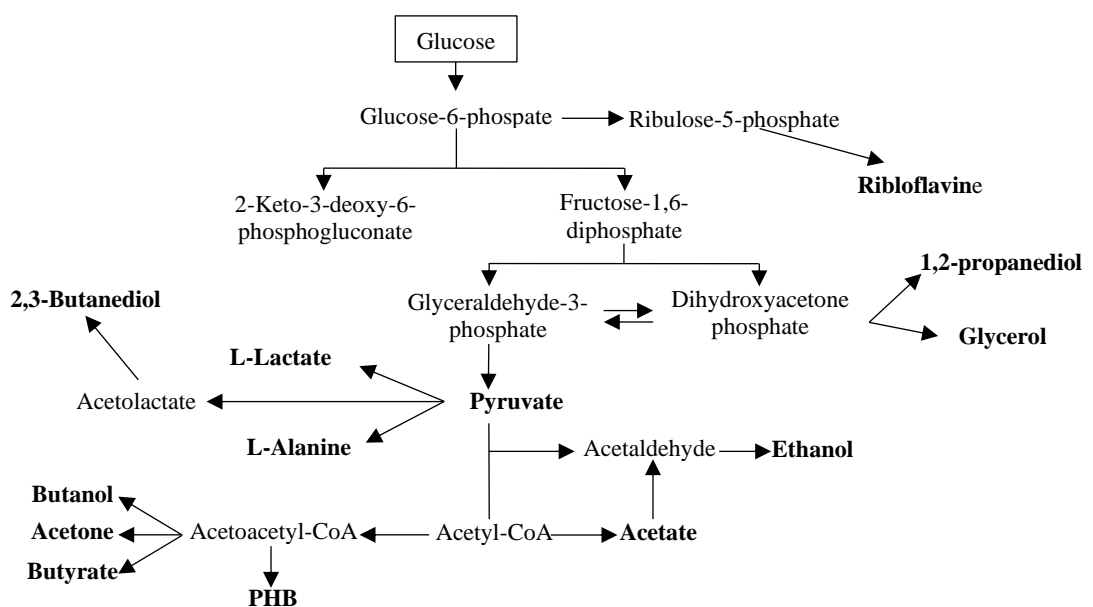 Glucose
Glucose-6-phospate
Ribulose-5-phosphate
Ribloflavine
2-Keto-3-deoxy-6-
phosphogluconate
Fructose-1,6-
diphosphate
1,2-propanediol
2,3-Butanediol
Glyceraldehyde-3-
phosphate
Dihydroxyacetone
phosphate
Glycerol
L-Lactate
Acetolactate
Pyruvate
L-Alanine
Acetaldehyde
Ethanol
Butanol
Acetone
Acetoacetyl-CoA
Acetyl-CoA
Acetate
Butyrate
PHB